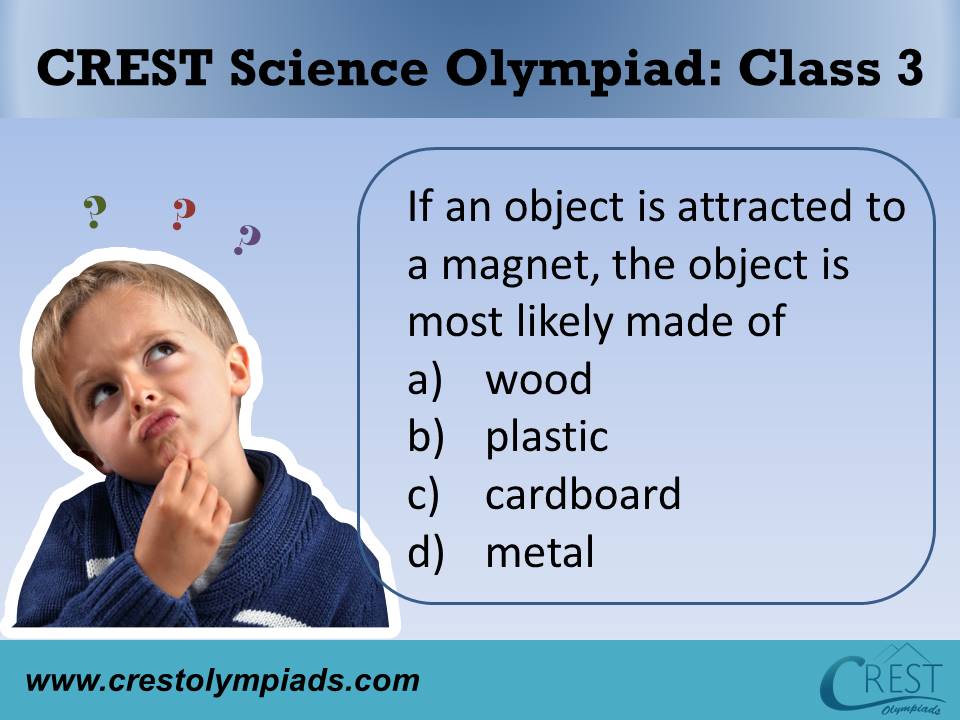 CREST Science Olympiad: Class 3
? ? ?
If an object is attracted to
a magnet, the object is
most likely made of
a) wood
b) plastic
c) cardboard
d) metal
www.crestolympiads.com
CREST
Olympiads